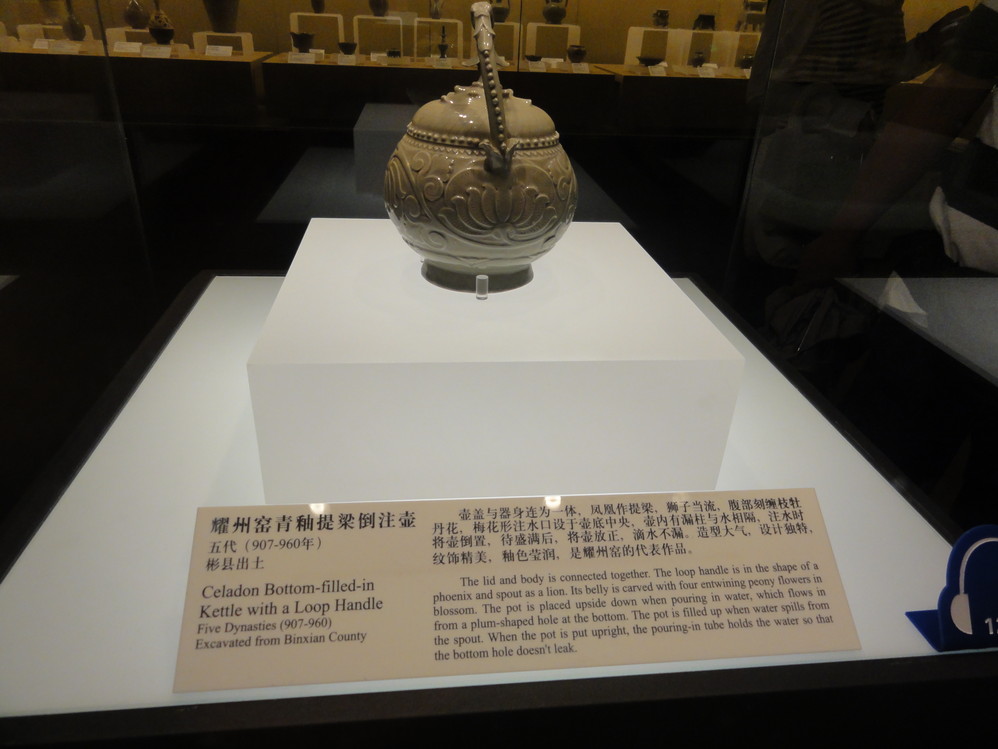 耀州窑青釉提梁倒注壶
五代（907-960年）
彬县出土
Celadon Bottom-filled-in
Kettle with a Loop Handle
Five Dynasties (907-960)
Excavated from Binxian County
壶盖与器身连为一体，凤凰作提梁，狮子当流，腹部刻缠枝牡
丹花，梅花形注水口设于壶底中央，壶内有漏柱与水相隔，注水时
将壶倒置，待盛满后，将壶放正，滴水不漏。造型大气，设计独特，
纹饰精美，釉色莹润，是耀州窑的代表作品。
The lid and body is connected together. The loop handle is in the shape of a
phoenix and spout as a lion. Its belly is carved with four entwining peony flowers in
blossom. The pot is placed upside down when pouring in water, which flows in
from a plum-shaped hole at the bottom. The pot is filled up when water spills from
the spout. When the pot is put upright, the pouring-in tube holds the water so that
the bottom hole doesn't leak.